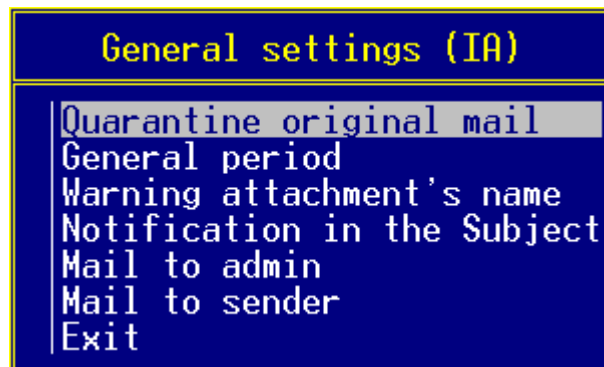 General settings (IA)
Quarantine original mail
General period
Warning attachment's name
Notification in the Subject
Mail to admin
Mail to sender
Exit